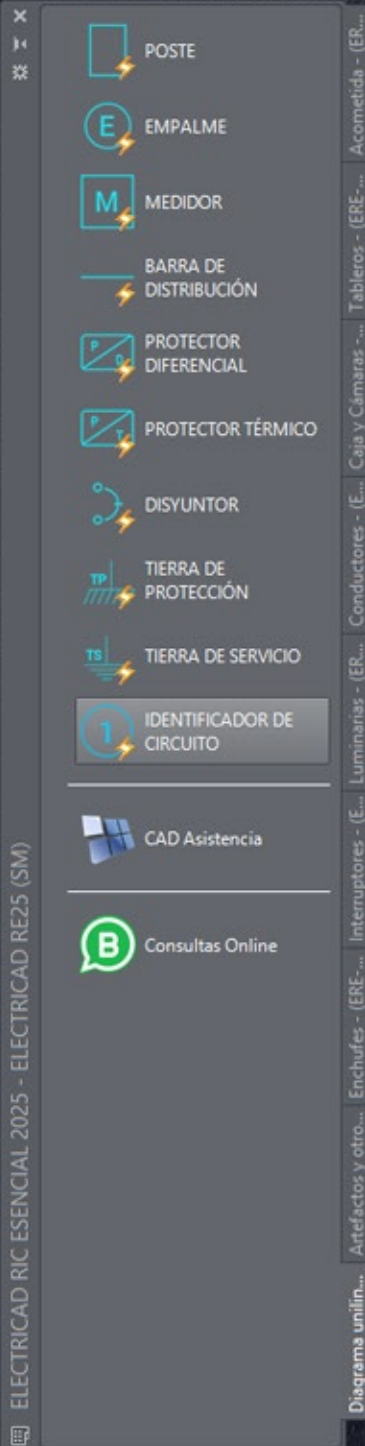 POSTE
E
EMPALME
M
MEDIDOR
BARRA DE
DISTRIBUCIÓN
P
D
PROTECTOR
DIFERENCIAL
P
T
PROTECTOR TÉRMICO
DISYUNTOR
TP
TIERRA DE
PROTECCIÓN
TS
TIERRA DE SERVICIO
1
IDENTIFICADOR DE
CIRCUITO
CAD Asistencia
B
Consultas Online
ELECTRICAD RIC ESENCIAL 2025 - ELECTRICAD RE25 (SM)
Acometida - (ER...
Tableros - (ERE-...
Caja y Cámaras -...
Conductores - (E...
Luminarias - (ER...
Interruptores - (E...
Enchufes - (ERE-...
Artefactos y otro...
Diagrama unilin...